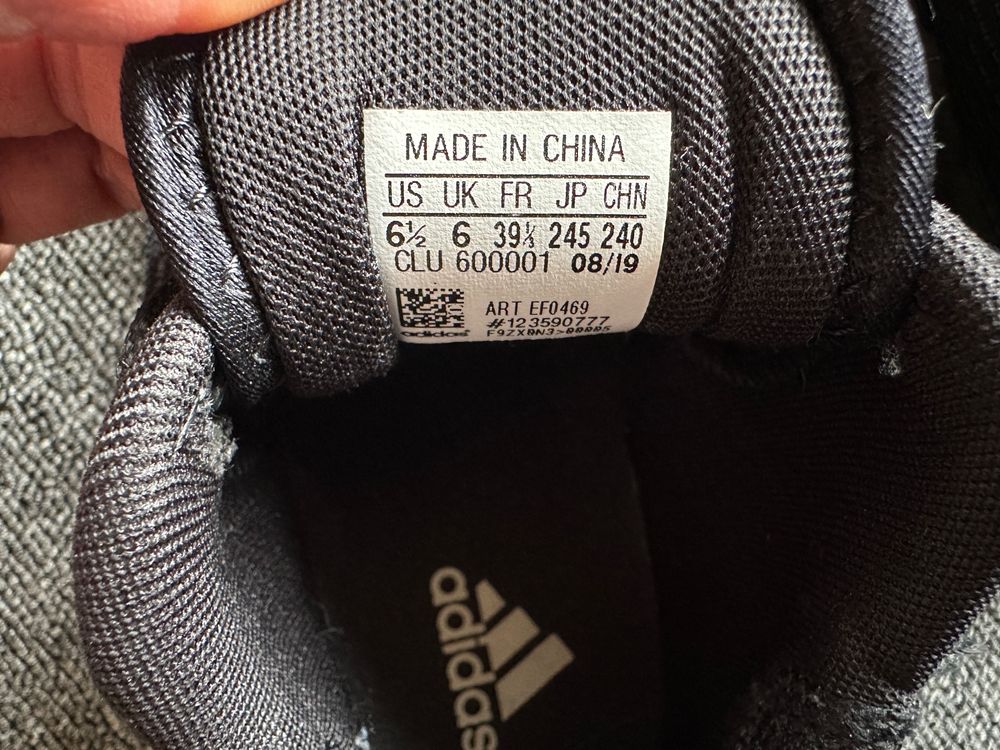 MADE IN CHINA
US UK FR JP CHN
6½ 6 39⅓ 245 240
CLU 600001 08/19
ART EF0469
#123590777
adidas
adidas